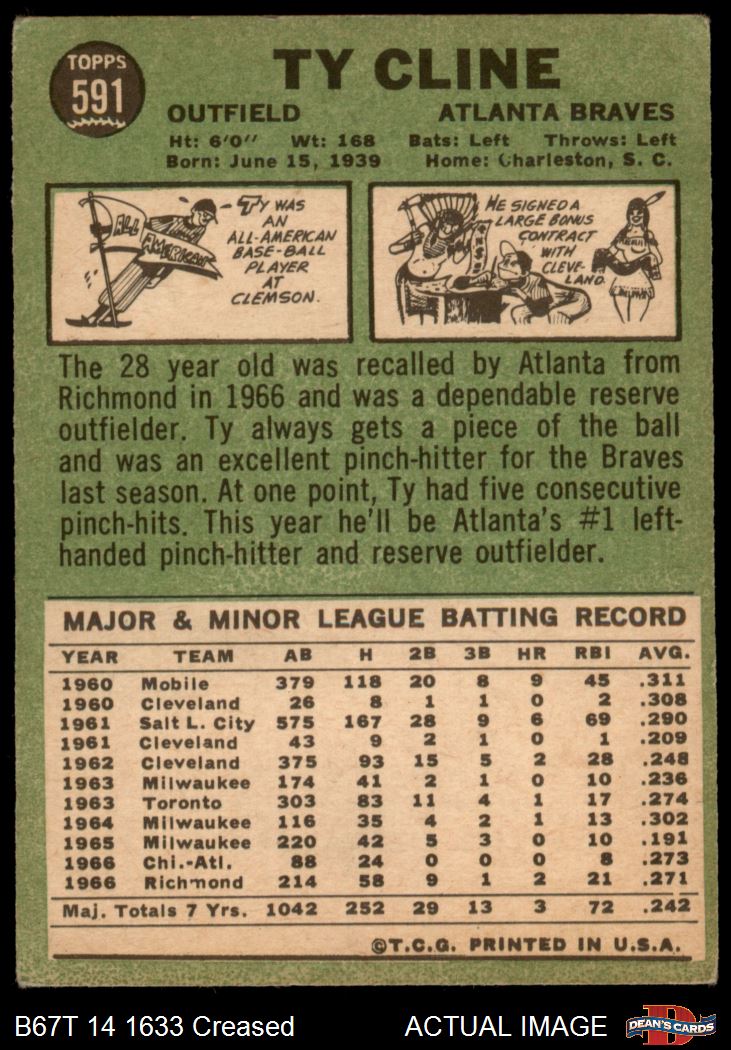 TOPPS
591
TY CLINE
OUTFIELD ATLANTA BRAVES
Ht: 6'0" Wt: 168 Bats: Left Throws: Left
Born: June 15, 1939 Home: Charleston, S. C.
ALL AMERICAN
TY WAS
AN
ALL-AMERICAN
BASE-BALL
PLAYER
AT
CLEMSON.
HE SIGNED A
LARGE BONUS
CONTRACT
WITH
CLEVE-
LAND.
The 28 year old was recalled by Atlanta from
Richmond in 1966 and was a dependable reserve
outfielder. Ty always gets a piece of the ball
and was an excellent pinch-hitter for the Braves
last season. At one point, Ty had five consecutive
pinch-hits. This year he'll be Atlanta's #1 left-
handed pinch-hitter and reserve outfielder.
MAJOR & MINOR LEAGUE BATTING RECORD
YEAR TEAM AB H 2B 3B HR RBI AVG.
1960 Mobile 379 118 20 8 9 45 .311
1960 Cleveland 26 8 1 1 0 2 .308
1961 Salt L. City 575 167 28 9 6 69 .290
1961 Cleveland 43 9 2 1 0 1 .209
1962 Cleveland 375 93 15 5 2 28 .248
1963 Milwaukee 174 41 2 1 0 10 .236
1963 Toronto 303 83 11 4 1 17 .274
1964 Milwaukee 116 35 4 2 1 13 .302
1965 Milwaukee 220 42 5 3 0 10 .191
1966 Chi.-Atl. 88 24 0 0 0 8 .273
1966 Richmond 214 58 9 1 2 21 .271
Maj. Totals 7 Yrs. 1042 252 29 13 3 72 .242
©T.C.G. PRINTED IN U.S.A.
B67T 14 1633 Creased ACTUAL IMAGE
DEAN'S CARDS